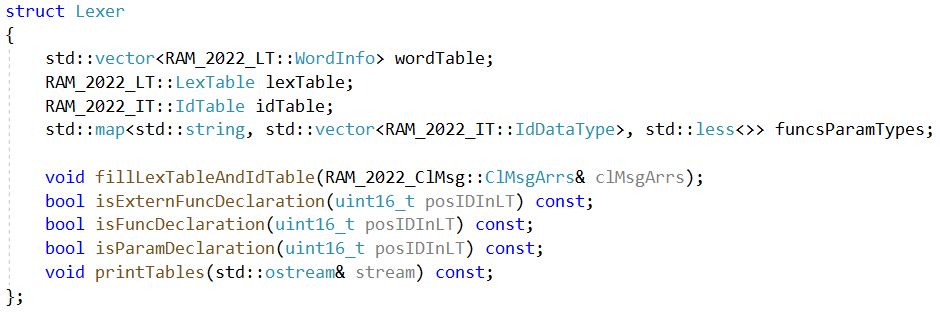 struct Lexer
{
    std::vector<RAM_2022_LT::WordInfo> wordTable;
    RAM_2022_LT::LexTable lexTable;
    RAM_2022_IT::IdTable idTable;
    std::map<std::string, std::vector<RAM_2022_IT::IdDataType>, std::less<>> funcsParamTypes;

    void fillLexTableAndIdTable(RAM_2022_ClMsg::ClMsgArrs& clMsgArrs);
    bool isExternFuncDeclaration(uint16_t posIDInLT) const;
    bool isFuncDeclaration(uint16_t posIDInLT) const;
    bool isParamDeclaration(uint16_t posIDInLT) const;
    void printTables(std::ostream& stream) const;
};